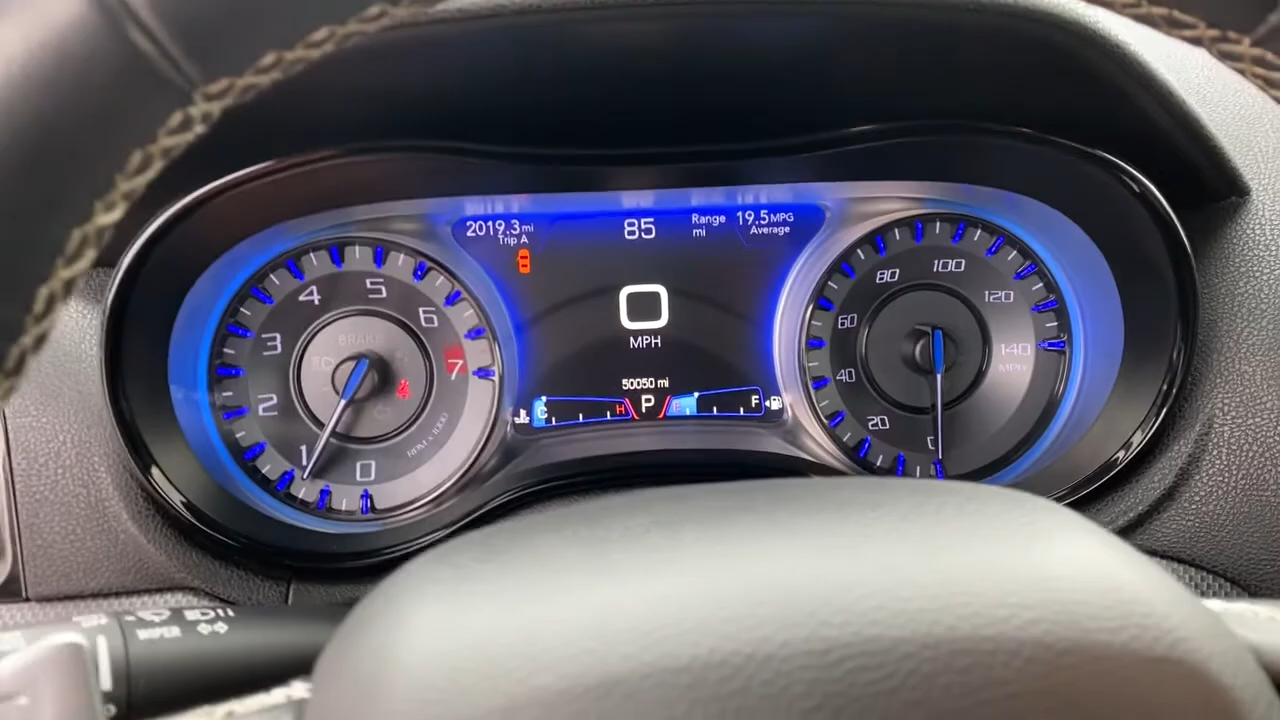 2019.3 mi
Trip A
85
Range
mi
19.5 MPG
Average
0
MPH
50050 mi
C H P E F
BRAKE
0 1 2 3 4 5 6 7
RPM x 1000
0 20 40 60 80 100 120 140
MPH
WIPER